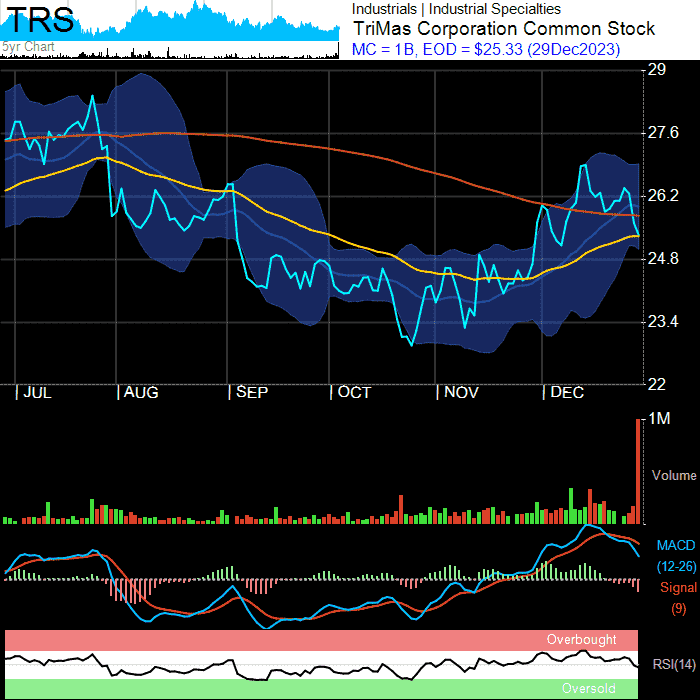 TRS
5yr Chart
Industrials | Industrial Specialties
TriMas Corporation Common Stock
MC = 1B, EOD = $25.33 (29Dec2023)
29
27.6
26.2
24.8
23.4
22
| JUL | AUG | SEP | OCT | NOV | DEC
1M
Volume
MACD
(12-26)
Signal
(9)
Overbought
RSI(14)
Oversold